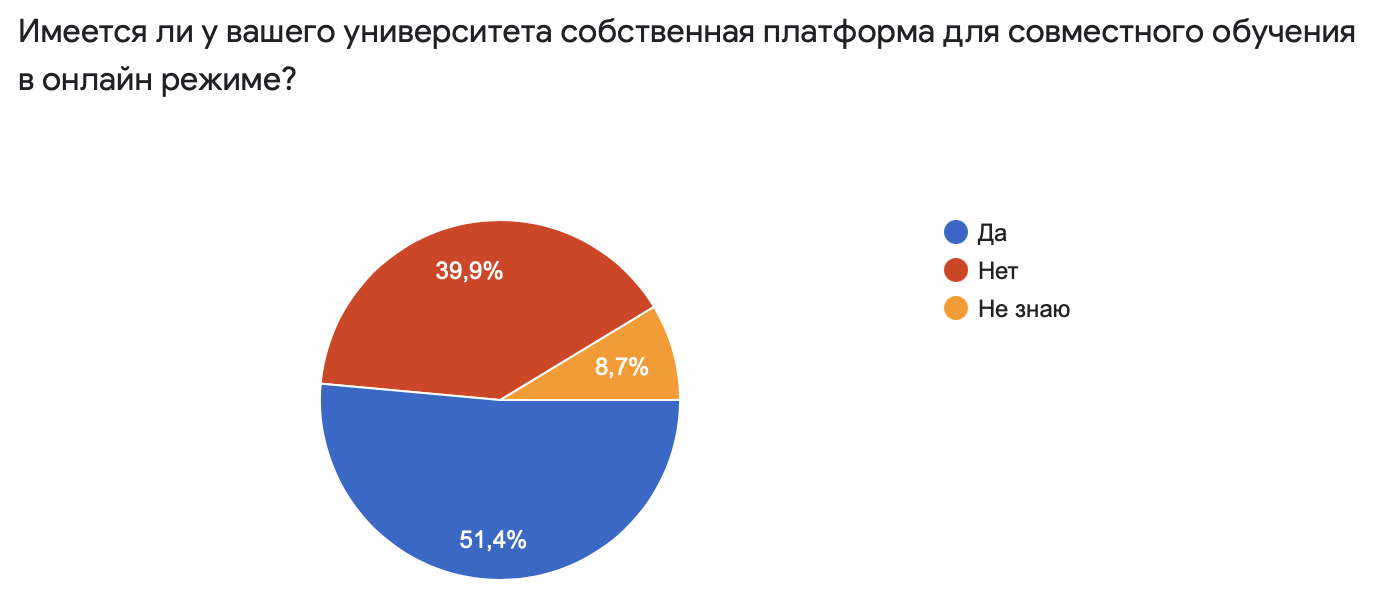 Имеется ли у вашего университета собственная платформа для совместного обучения
в онлайн режиме?
39,9%
8,7%
51,4%
Да
Нет
Не знаю